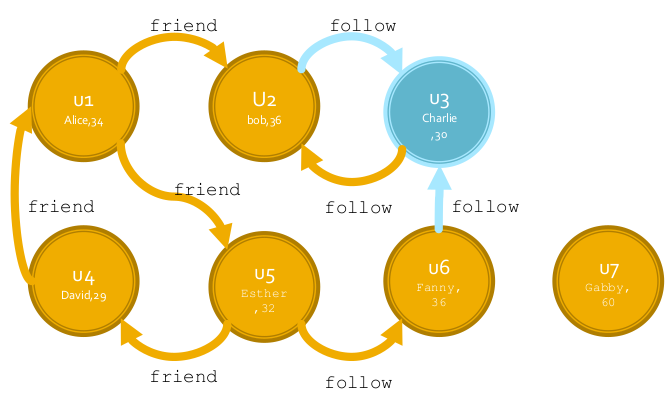 friend
follow
u1
Alice,34
U2
bob,36
u3
Charlie
,30
friend
follow
friend
follow
u4
David,29
u5
Esther
,32
u6
Fanny,
36
u7
Gabby,
60
friend
follow